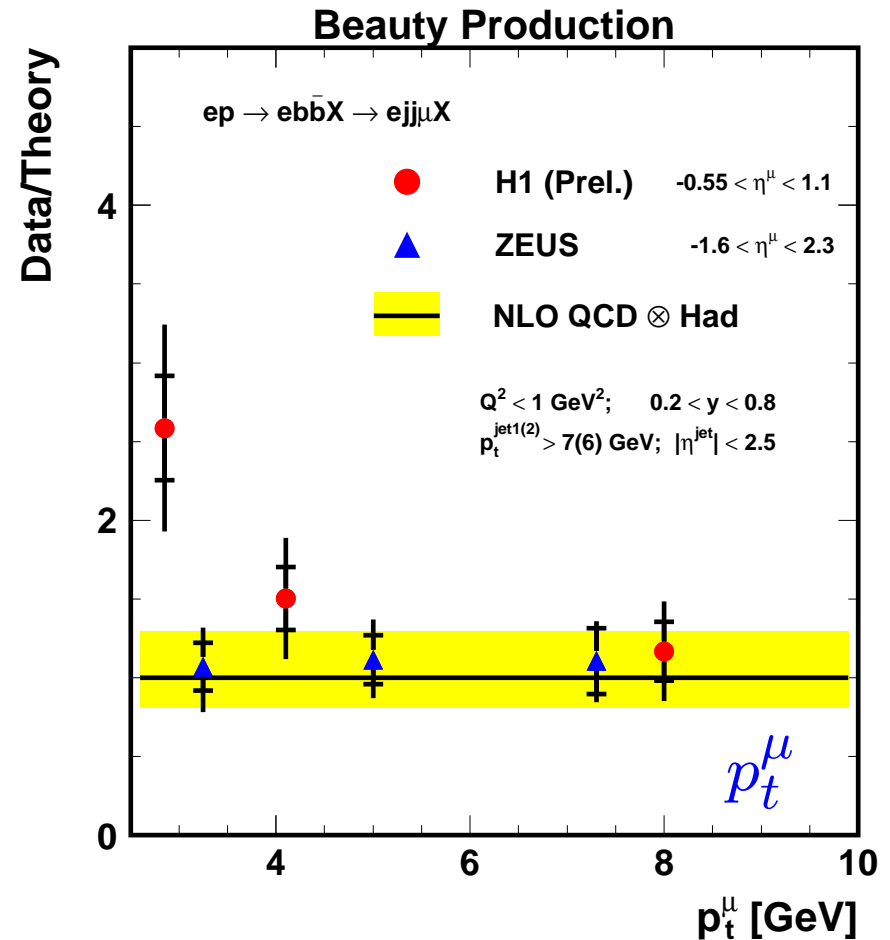 Beauty Production
Data/Theory
ep → ebb̄X → ejjμX
H1 (Prel.) -0.55 < η^μ < 1.1
ZEUS -1.6 < η^μ < 2.3
NLO QCD ⊗ Had
Q² < 1 GeV²; 0.2 < y < 0.8
p_t^jet1(2) > 7(6) GeV; |η^jet| < 2.5
4
2
0
p_t^μ
4 6 8 10
p_t^μ [GeV]